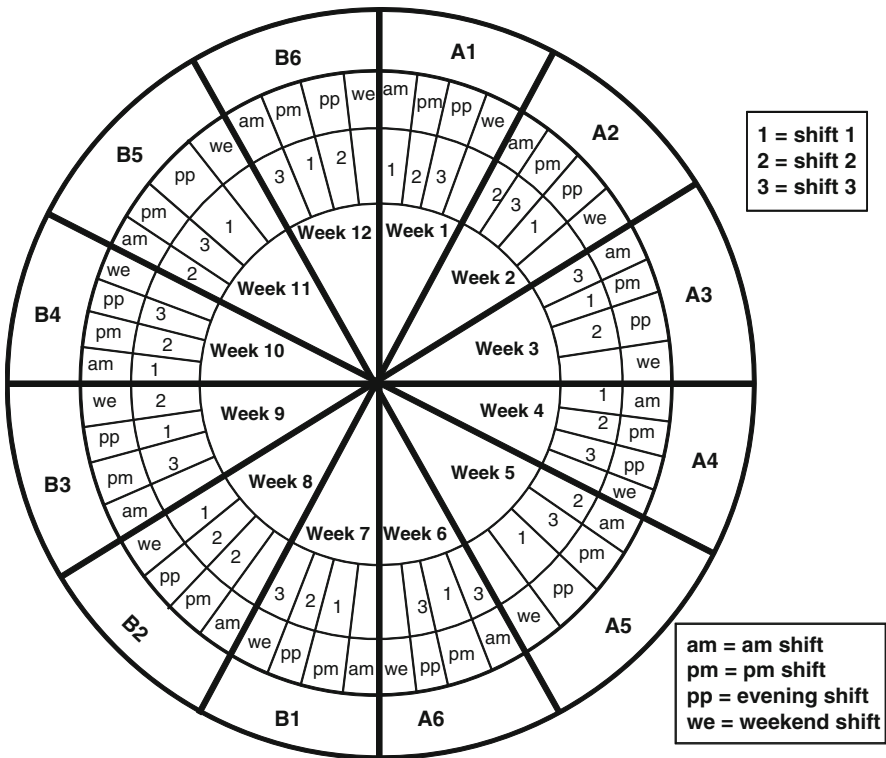 A1
am pm pp we
1 2 3
Week 1
A2
am pm pp we
2 3 1
Week 2
A3
am pm pp we
3 1 2
Week 3
A4
am pm pp we
1 2 3
Week 4
A5
am pm pp we
2 3 1
Week 5
A6
am pm pp we
3 1 3
Week 6
B1
am pm pp we
1 2 3
Week 7
B2
am pm pp we
2 2 1
Week 8
B3
am pm pp we
3 1 2
Week 9
B4
am pm pp we
1 2 3
Week 10
B5
am pm pp we
2 3 1
Week 11
B6
am pm pp we
3 1 2
Week 12
1 = shift 1
2 = shift 2
3 = shift 3
am = am shift
pm = pm shift
pp = evening shift
we = weekend shift